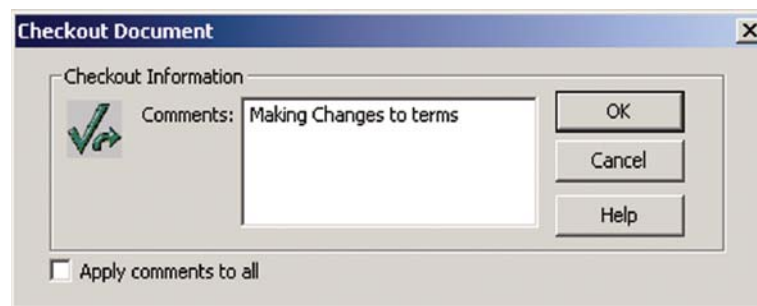 Checkout Document
Checkout Information
Comments:
Making Changes to terms
OK
Cancel
Help
Apply comments to all